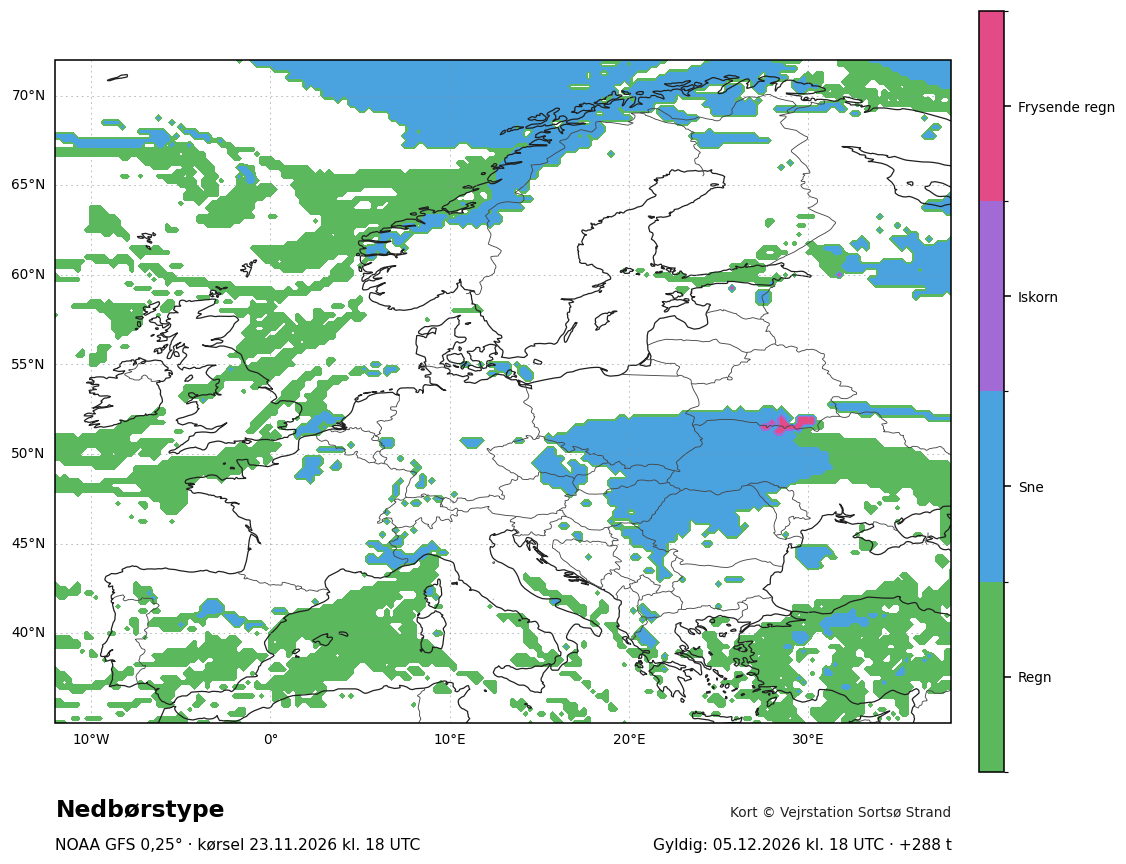 70°N
65°N
60°N
55°N
50°N
45°N
40°N
10°W
0°
10°E
20°E
30°E
Frysende regn
Iskorn
Sne
Regn
Nedbørstype
Kort © Vejrstation Sortsø Strand
NOAA GFS 0,25° · kørsel 23.11.2026 kl. 18 UTC
Gyldig: 05.12.2026 kl. 18 UTC · +288 t